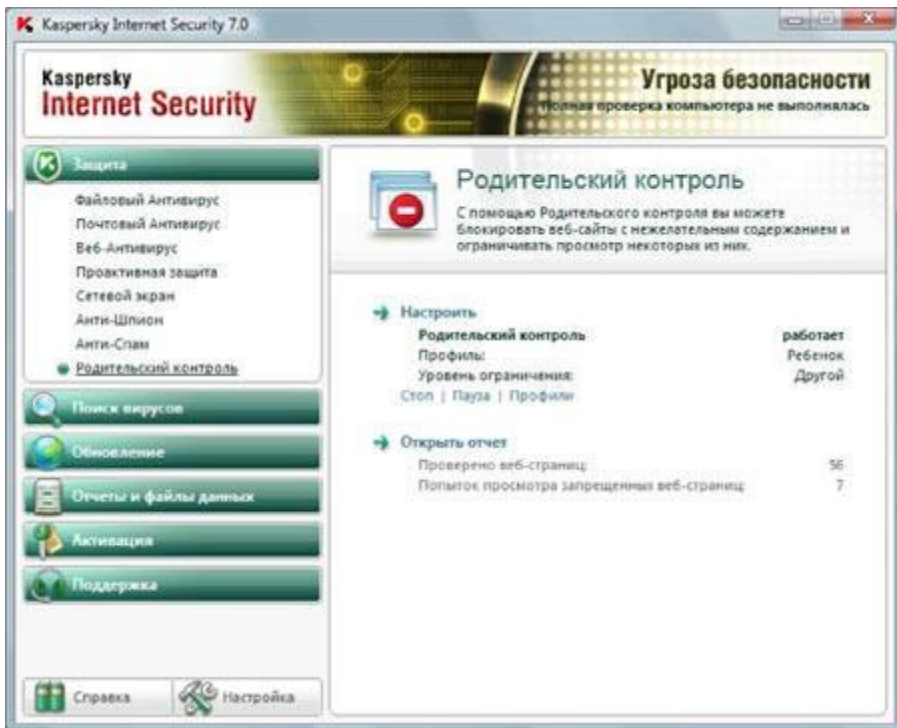 Kaspersky Internet Security 7.0
Kaspersky
Internet Security
Угроза безопасности
Полная проверка компьютера не выполнялась
Защита
Файловый Антивирус
Почтовый Антивирус
Веб-Антивирус
Проактивная защита
Сетевой экран
Анти-Шпион
Анти-Спам
Родительский контроль
Поиск вирусов
Обновление
Отчеты и файлы данных
Активация
Поддержка
Справка
Настройка
Родительский контроль
С помощью Родительского контроля вы можете
блокировать веб-сайты с нежелательным содержанием и
ограничивать просмотр некоторых из них.
Настроить
Родительский контроль работает
Профиль: Ребенок
Уровень ограничения: Другой
Стоп | Пауза | Профили
Открыть отчет
Проверено веб-страниц: 56
Попыток просмотра запрещенных веб-страниц: 7